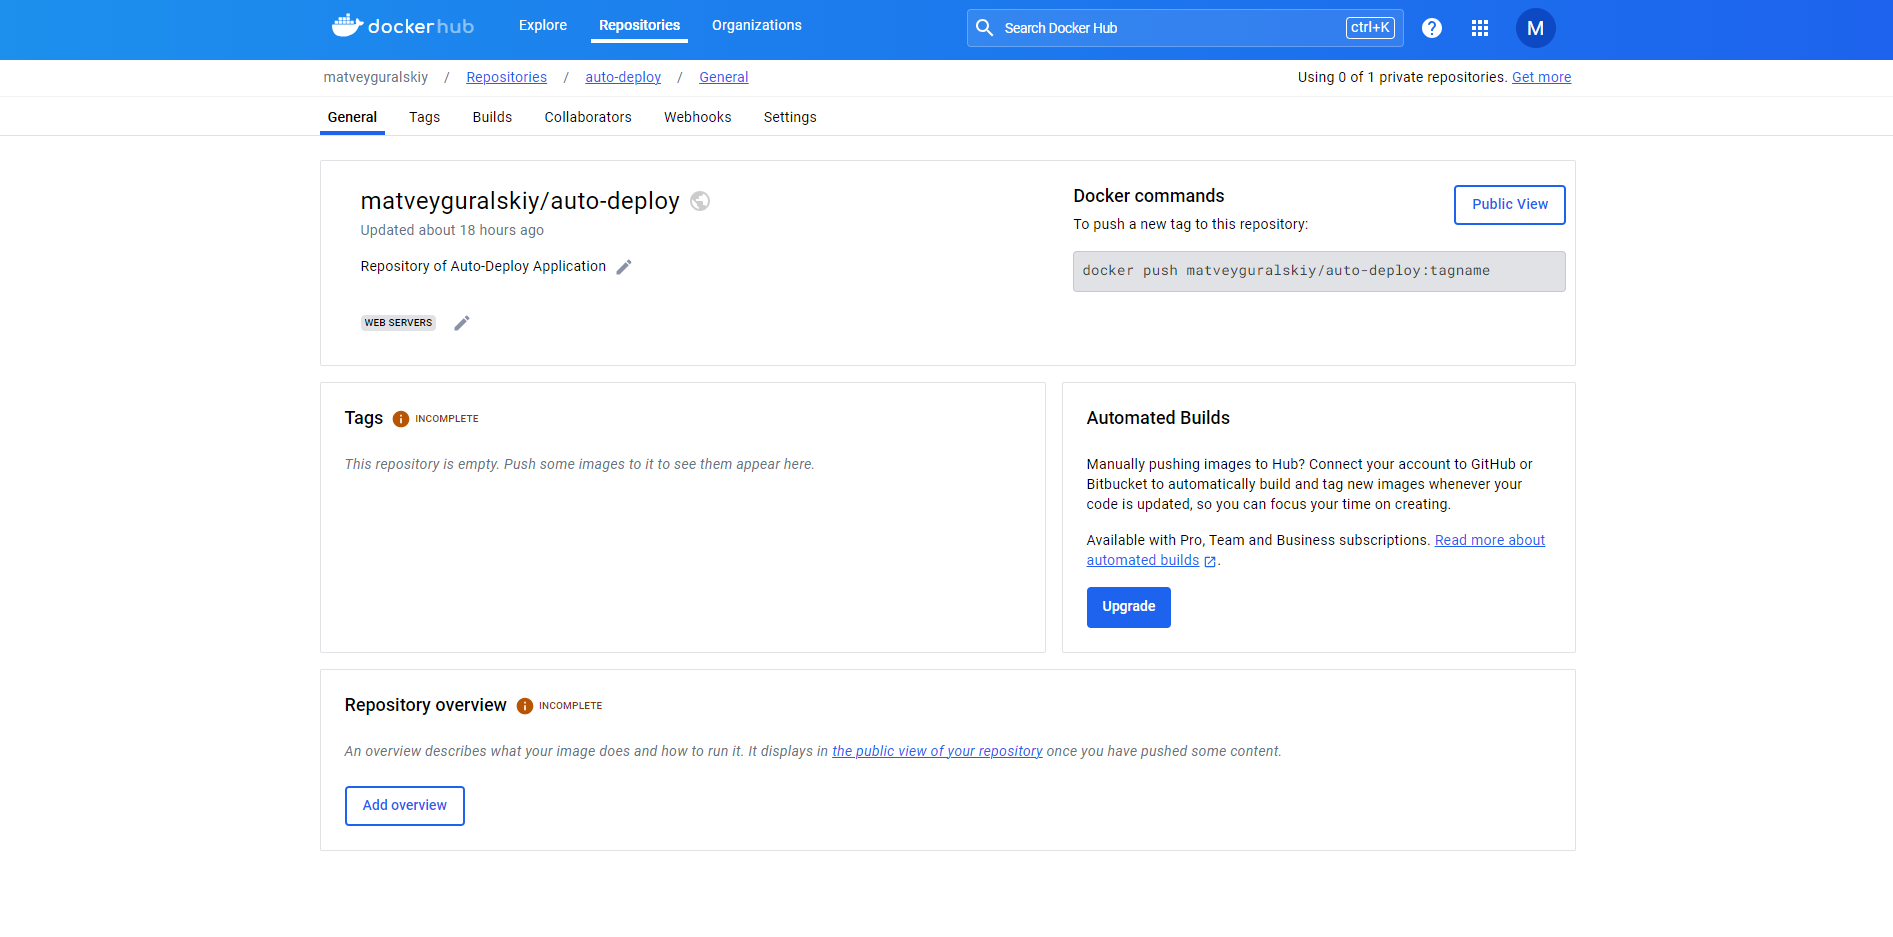 dockerhub
Explore
Repositories
Organizations
Search Docker Hub
ctrl+K
?
M
matveyguralskiy / Repositories / auto-deploy / General
Using 0 of 1 private repositories. Get more
General
Tags
Builds
Collaborators
Webhooks
Settings
matveyguralskiy/auto-deploy
Updated about 18 hours ago
Repository of Auto-Deploy Application
WEB SERVERS
Docker commands
Public View
To push a new tag to this repository:
docker push matveyguralskiy/auto-deploy:tagname
Tags
INCOMPLETE
This repository is empty. Push some images to it to see them appear here.
Automated Builds
Manually pushing images to Hub? Connect your account to GitHub or
Bitbucket to automatically build and tag new images whenever your
code is updated, so you can focus your time on creating.
Available with Pro, Team and Business subscriptions. Read more about
automated builds .
Upgrade
Repository overview
INCOMPLETE
An overview describes what your image does and how to run it. It displays in the public view of your repository once you have pushed some content.
Add overview